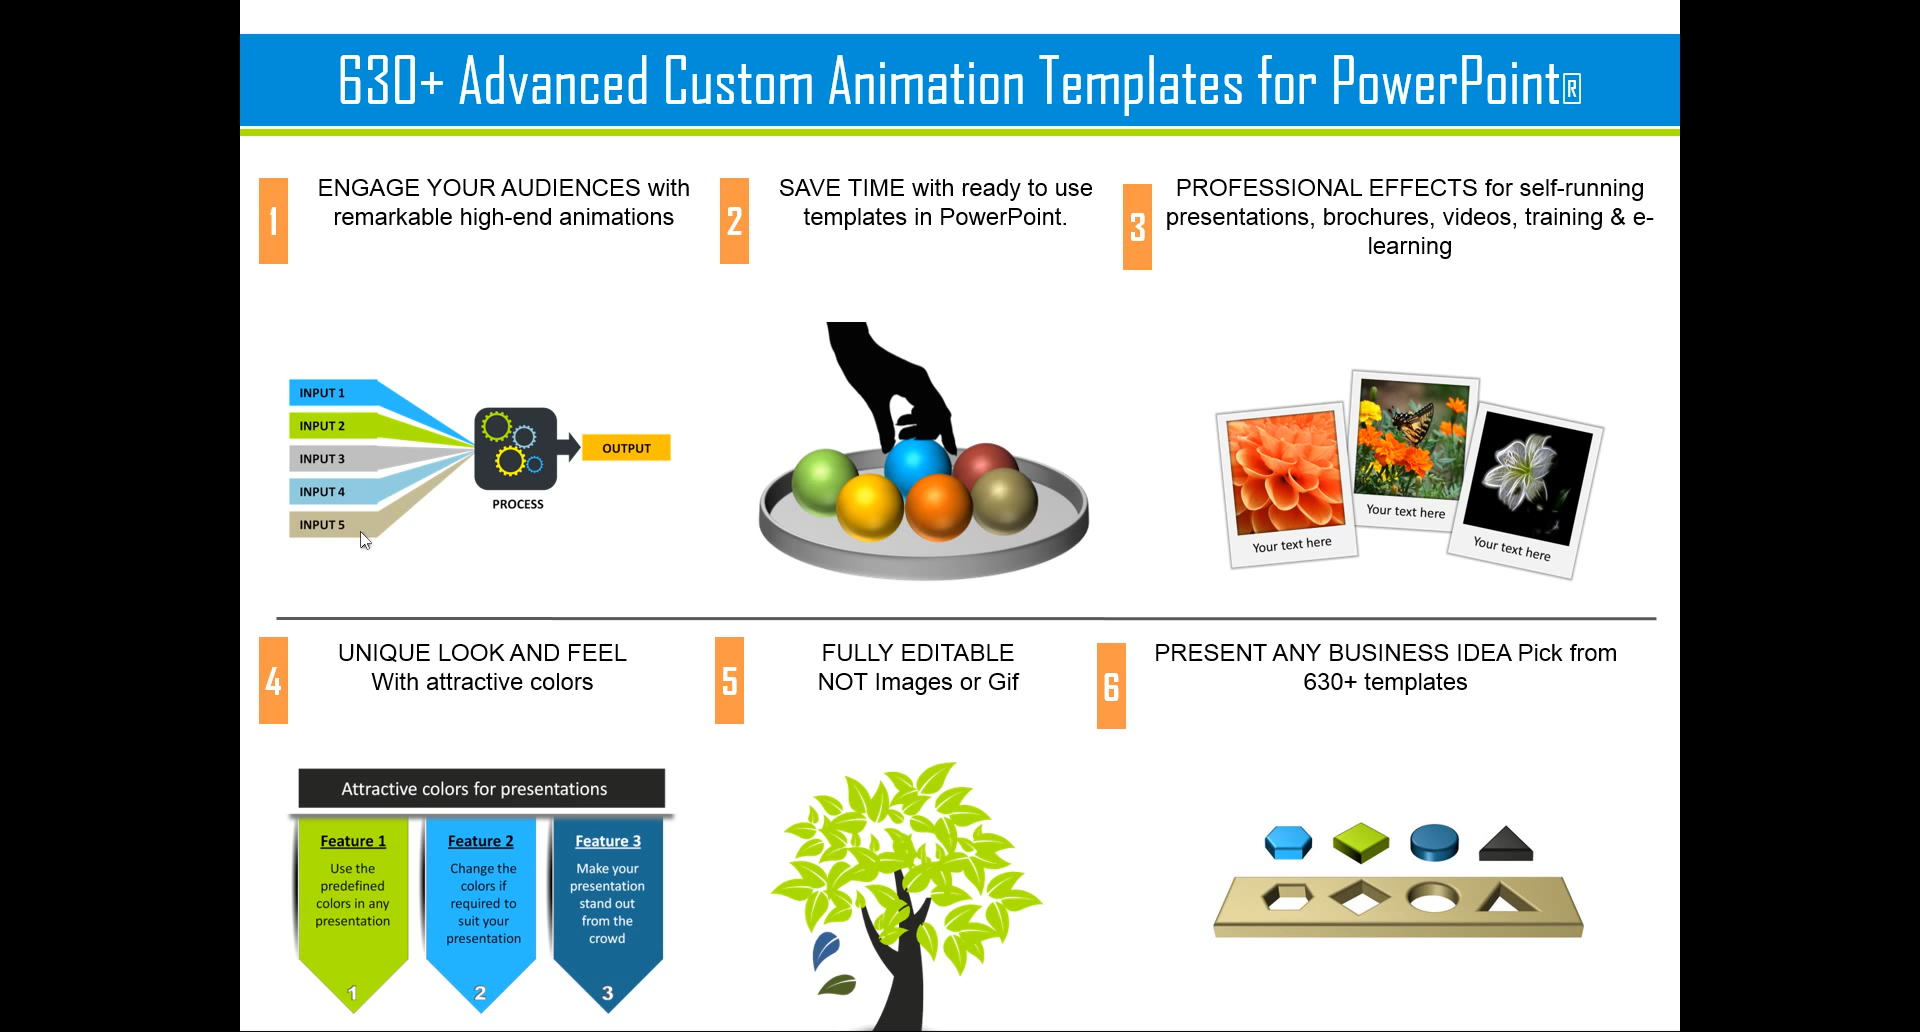 630+ Advanced Custom Animation Templates for PowerPoint®
1
ENGAGE YOUR AUDIENCES with
remarkable high-end animations
2
SAVE TIME with ready to use
templates in PowerPoint.
3
PROFESSIONAL EFFECTS for self-running
presentations, brochures, videos, training & e-
learning
INPUT 1
INPUT 2
INPUT 3
INPUT 4
INPUT 5
PROCESS
OUTPUT
Your text here
Your text here
Your text here
4
UNIQUE LOOK AND FEEL
With attractive colors
5
FULLY EDITABLE
NOT Images or Gif
6
PRESENT ANY BUSINESS IDEA Pick from
630+ templates
Attractive colors for presentations
Feature 1
Use the
predefined
colors in any
presentation
1
Feature 2
Change the
colors if
required to
suit your
presentation
2
Feature 3
Make your
presentation
stand out
from the
crowd
3